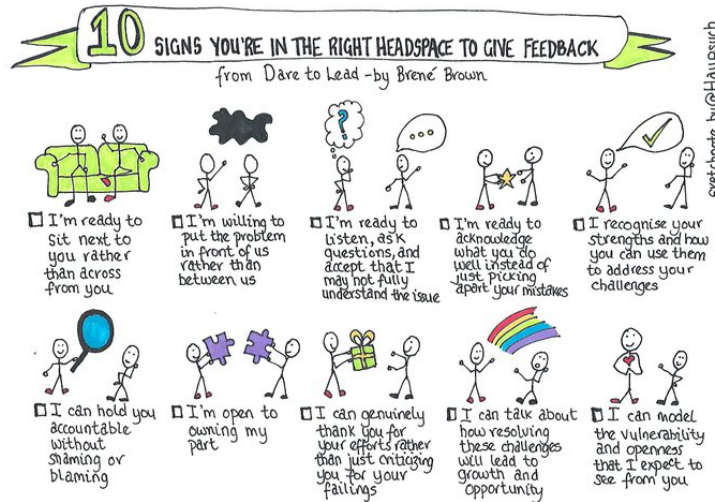 10 SIGNS YOU'RE IN THE RIGHT HEADSPACE TO GIVE FEEDBACK
from Dare to Lead - by Brené Brown
?
...
I'm ready to
sit next to
you rather
than across
from you
I'm willing to
put the problem
in front of us
rather than
between us
I'm ready to
listen, ask
questions, and
accept that I
may not fully
understand the issue
I'm ready to
acknowledge
what you do
well instead of
just picking
apart your mistakes
I recognise your
strengths and how
you can use them
to address your
challenges
I can hold you
accountable
without
shaming or
blaming
I'm open to
owning my
part
I can genuinely
thank you for
your efforts rather
than just criticizing
you for your
failings
I can talk about
how resolving
these challenges
will lead to
growth and
opportunity
I can model
the vulnerability
and openness
that I expect to
see from you
by